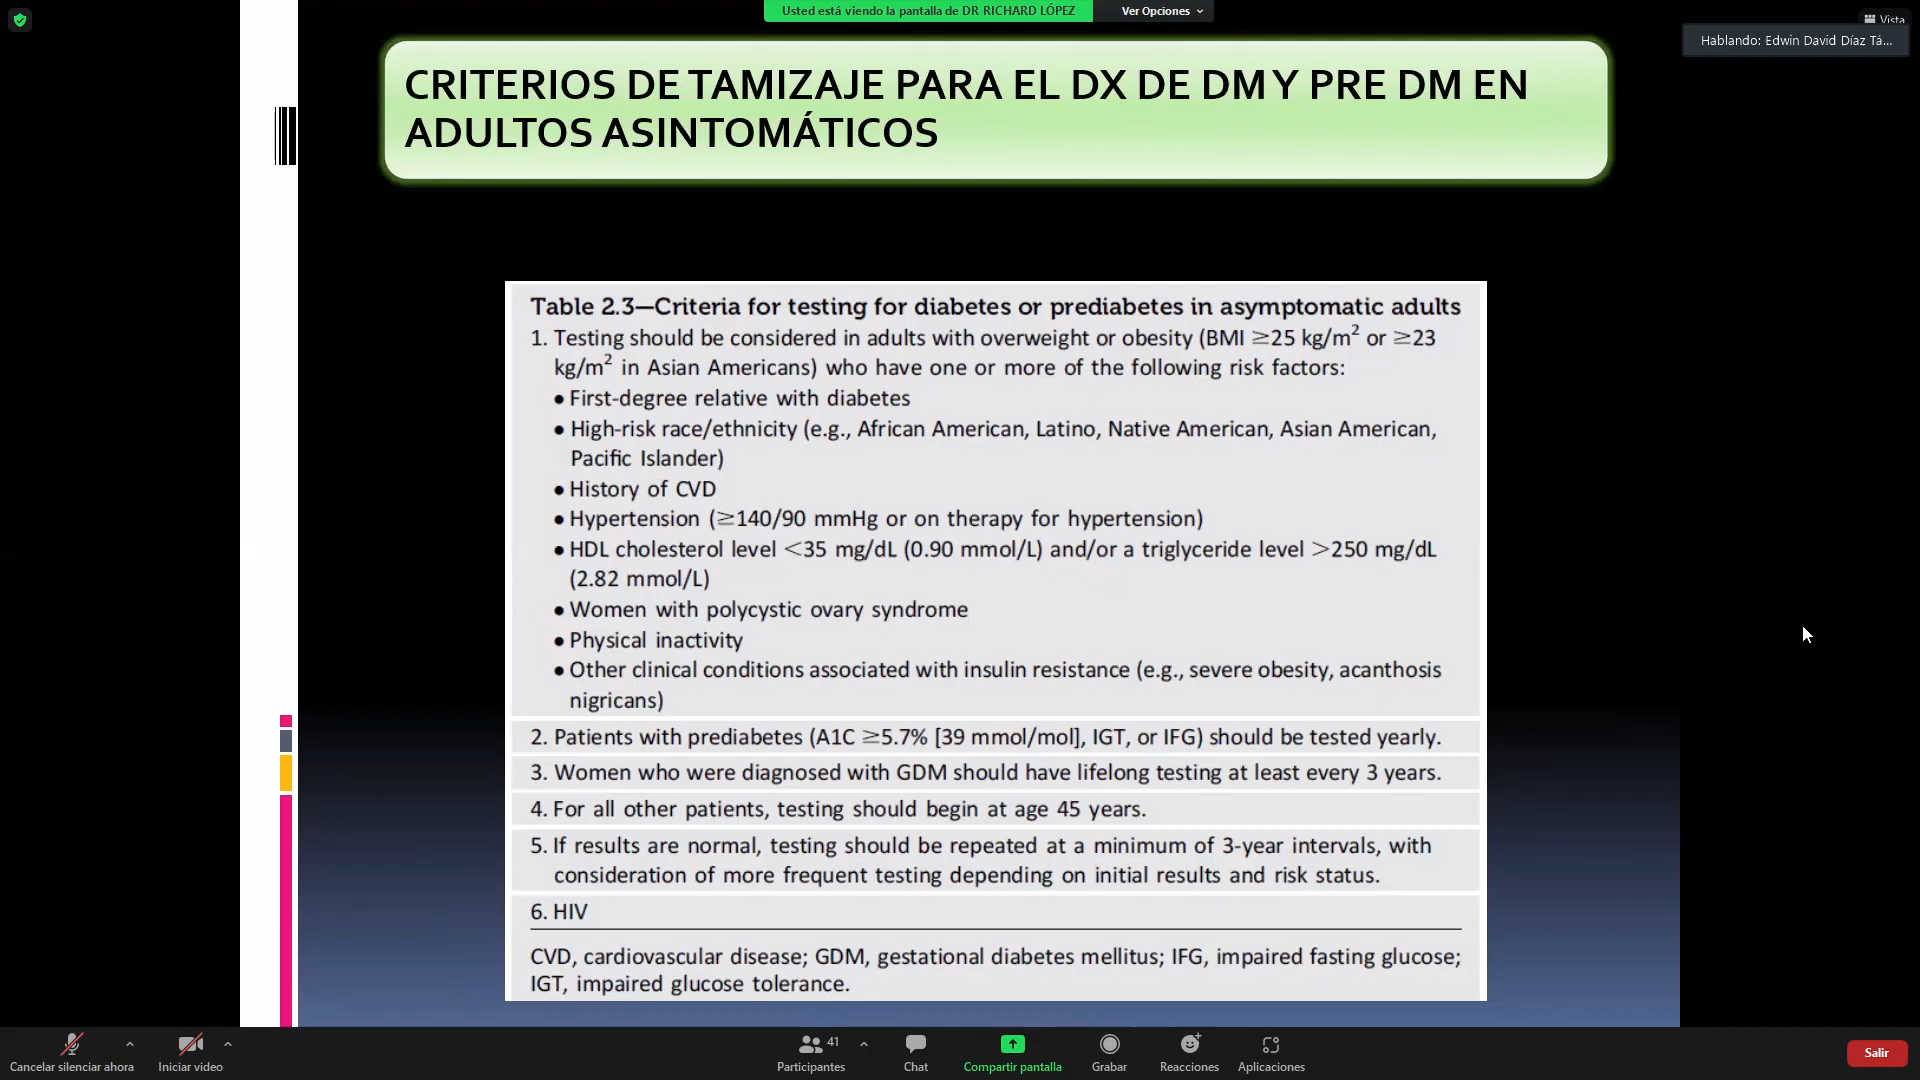 Usted está viendo la pantalla de DR RICHARD LÓPEZ
Ver Opciones
Vista
Hablando: Edwin David Díaz Tá...
CRITERIOS DE TAMIZAJE PARA EL DX DE DM Y PRE DM EN
ADULTOS ASINTOMÁTICOS
Table 2.3—Criteria for testing for diabetes or prediabetes in asymptomatic adults
1. Testing should be considered in adults with overweight or obesity (BMI ≥25 kg/m² or ≥23
kg/m² in Asian Americans) who have one or more of the following risk factors:
• First-degree relative with diabetes
• High-risk race/ethnicity (e.g., African American, Latino, Native American, Asian American,
Pacific Islander)
• History of CVD
• Hypertension (≥140/90 mmHg or on therapy for hypertension)
• HDL cholesterol level <35 mg/dL (0.90 mmol/L) and/or a triglyceride level >250 mg/dL
(2.82 mmol/L)
• Women with polycystic ovary syndrome
• Physical inactivity
• Other clinical conditions associated with insulin resistance (e.g., severe obesity, acanthosis
nigricans)
2. Patients with prediabetes (A1C ≥5.7% [39 mmol/mol], IGT, or IFG) should be tested yearly.
3. Women who were diagnosed with GDM should have lifelong testing at least every 3 years.
4. For all other patients, testing should begin at age 45 years.
5. If results are normal, testing should be repeated at a minimum of 3-year intervals, with
consideration of more frequent testing depending on initial results and risk status.
6. HIV
CVD, cardiovascular disease; GDM, gestational diabetes mellitus; IFG, impaired fasting glucose;
IGT, impaired glucose tolerance.
Cancelar silenciar ahora
Iniciar video
41
Participantes
Chat
Compartir pantalla
Grabar
Reacciones
Aplicaciones
Salir